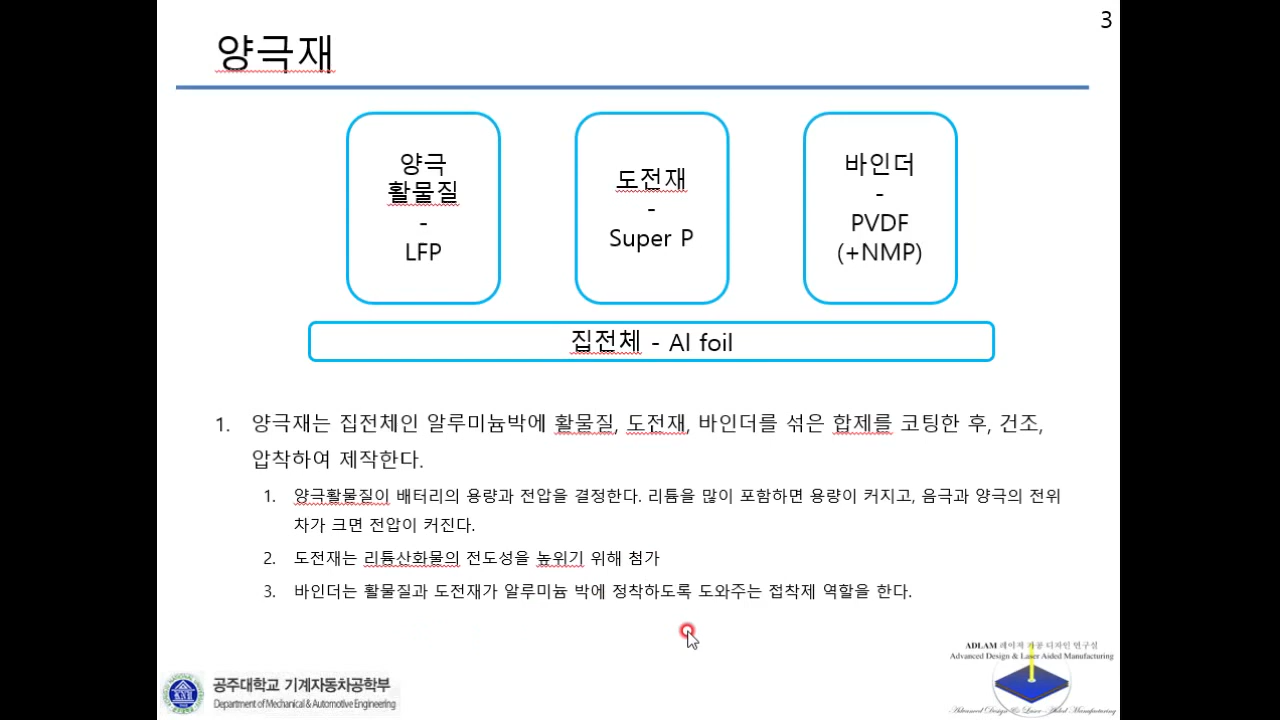 3
양극재
양극
활물질
-
LFP
도전재
-
Super P
바인더
-
PVDF
(+NMP)
집전체 - Al foil
1. 양극재는 집전체인 알루미늄박에 활물질, 도전재, 바인더를 섞은 합제를 코팅한 후, 건조,
압착하여 제작한다.
1. 양극활물질이 배터리의 용량과 전압을 결정한다. 리튬을 많이 포함하면 용량이 커지고, 음극과 양극의 전위
차가 크면 전압이 커진다.
2. 도전재는 리튬산화물의 전도성을 높위기 위해 첨가
3. 바인더는 활물질과 도전재가 알루미늄 박에 정착하도록 도와주는 접착제 역할을 한다.
공주대학교 기계자동차공학부
Department of Mechanical & Automotive Engineering
ADLAM 레이저 가공 디자인 연구실
Advanced Design & Laser Aided Manufacturing
Advanced Design & Laser-Aided Manufacturing